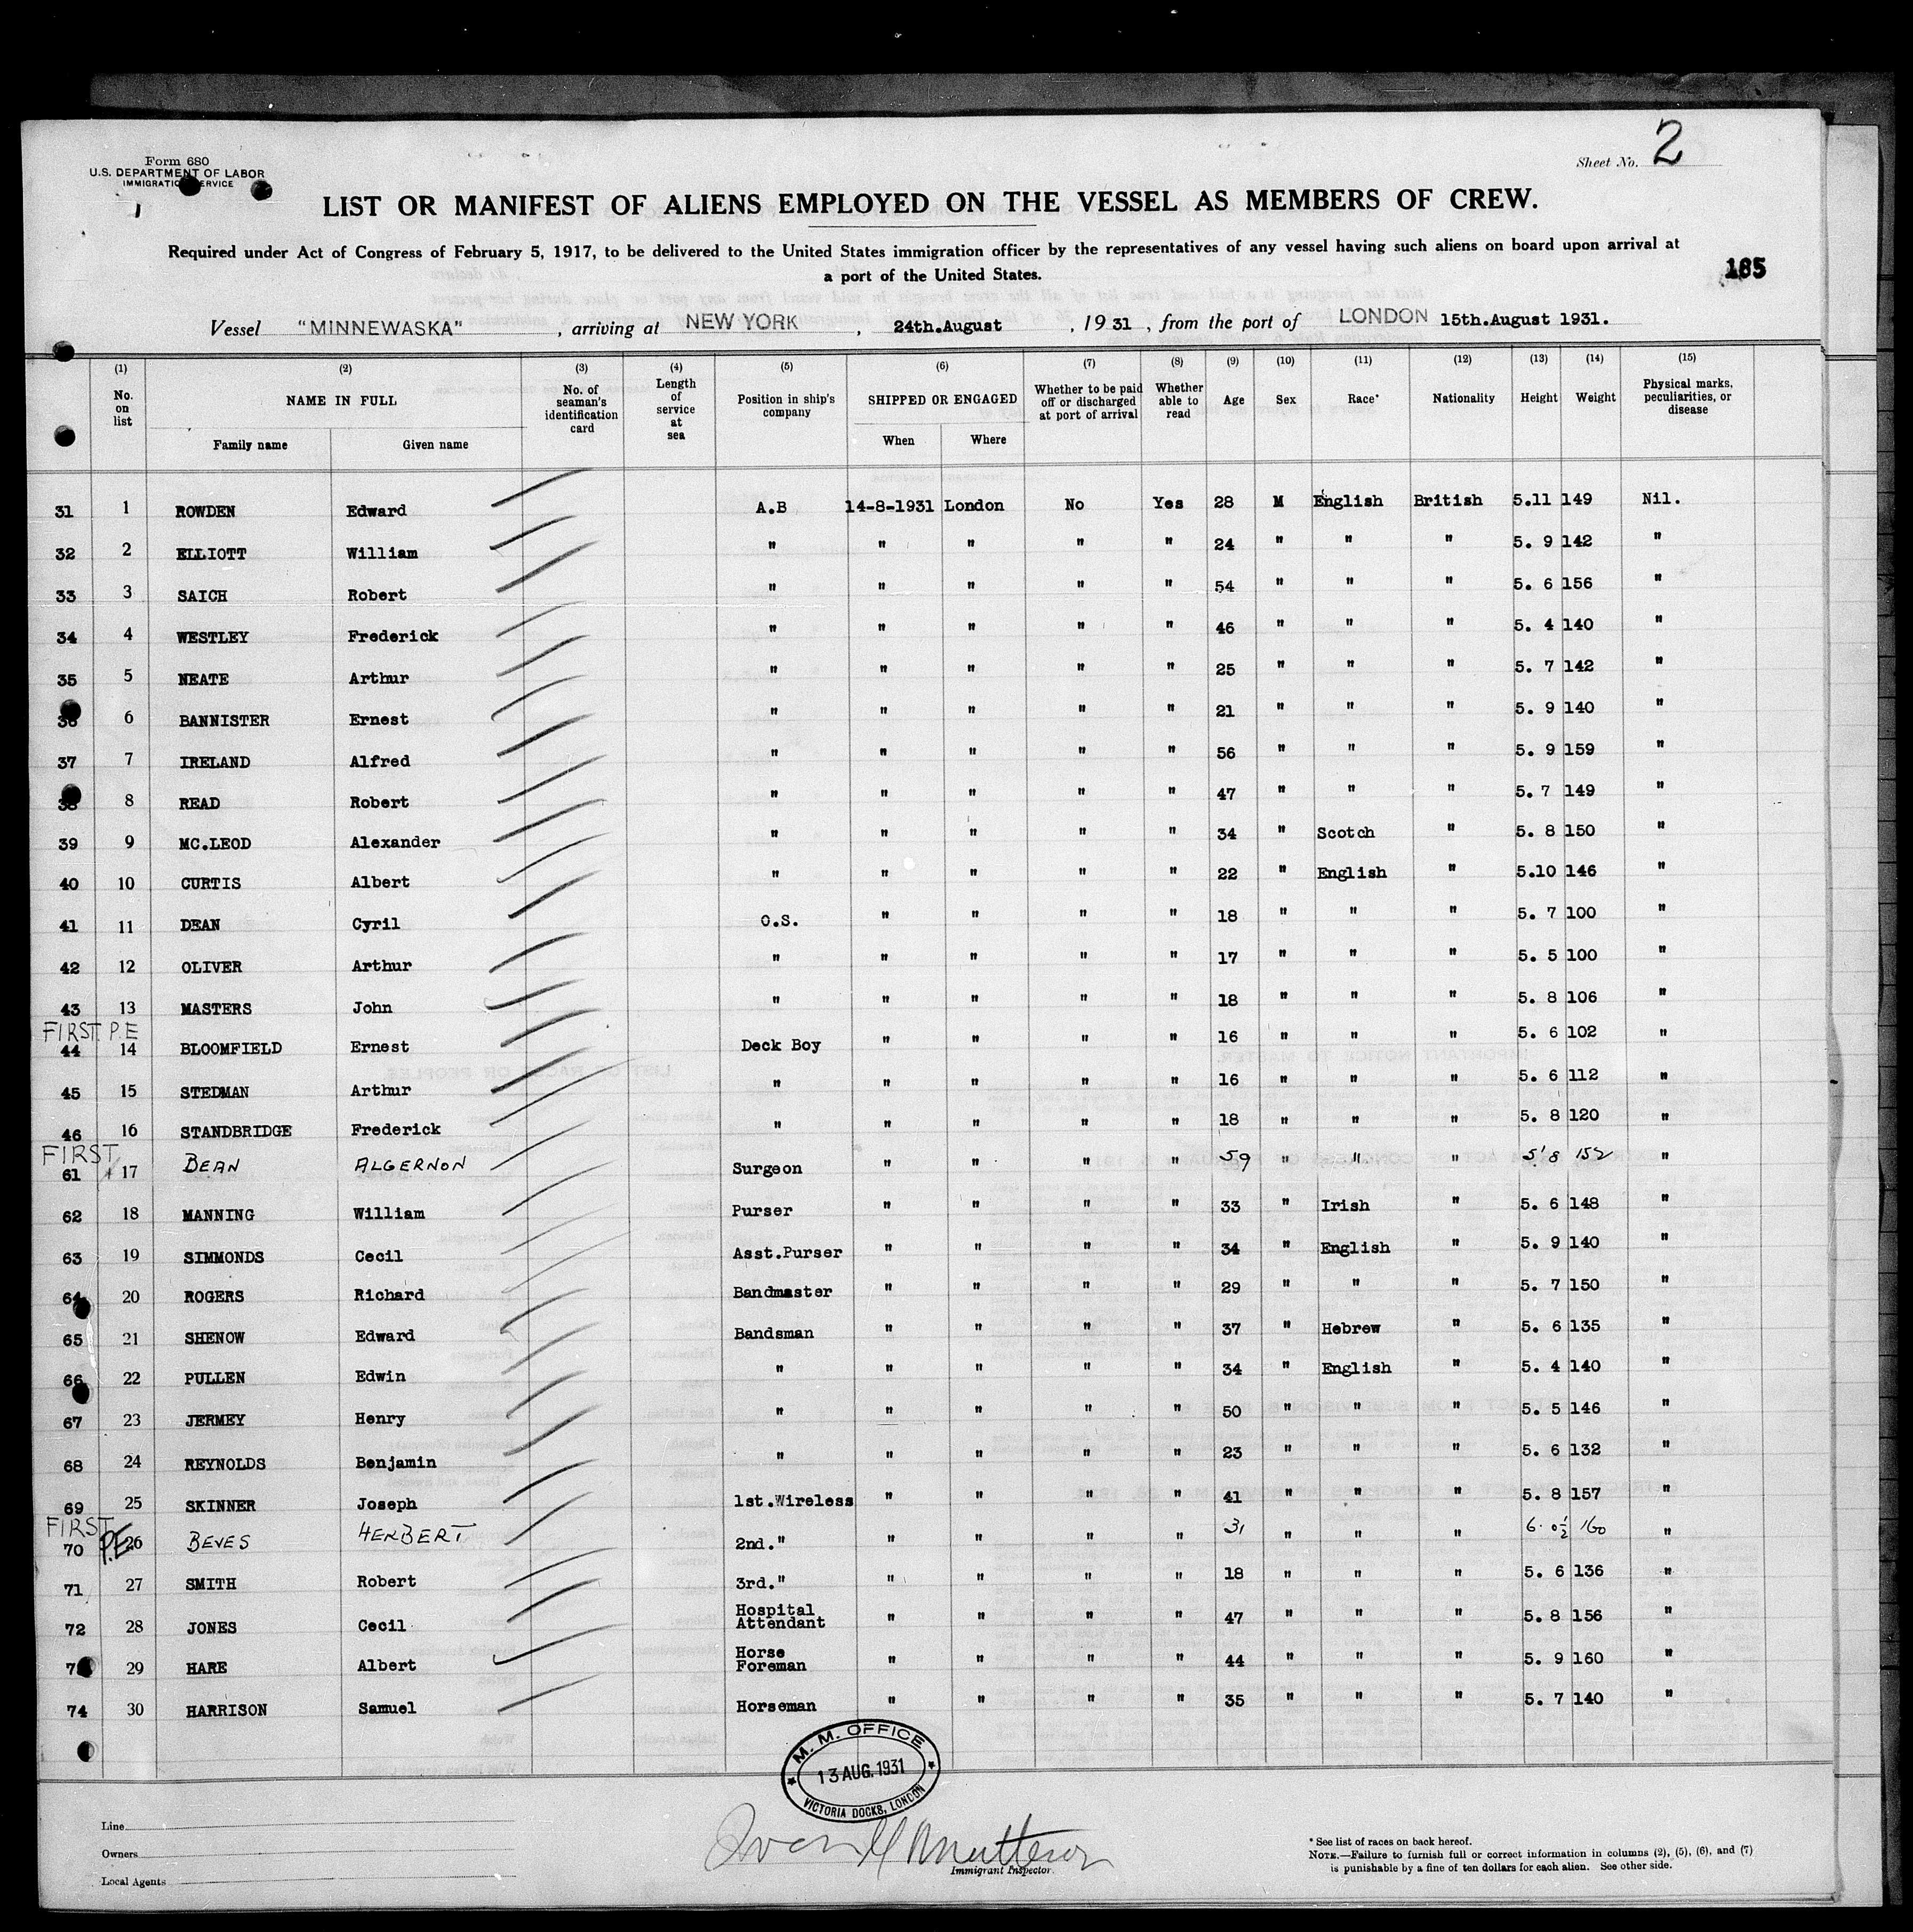 Form 680
U.S. DEPARTMENT OF LABOR
IMMIGRATION SERVICE
Sheet No. 2
LIST OR MANIFEST OF ALIENS EMPLOYED ON THE VESSEL AS MEMBERS OF CREW.
Required under Act of Congress of February 5, 1917, to be delivered to the United States immigration officer by the representatives of any vessel having such aliens on board upon arrival at
a port of the United States.
185
Vessel "MINNEWASKA" , arriving at NEW YORK , 24th.August , 1931 , from the port of LONDON 15th.August 1931.
(1) (2) (3) (4) (5) (6) (7) (8) (9) (10) (11) (12) (13) (14) (15)
No. on list NAME IN FULL Family name Given name No. of seaman's identification card Length of service at sea Position in ship's company SHIPPED OR ENGAGED When Where Whether to be paid off or discharged at port of arrival Whether able to read Age Sex Race* Nationality Height Weight Physical marks, peculiarities, or disease
31 1 ROWDEN Edward A.B 14-8-1931 London No Yes 28 M English British 5.11 149 Nil.
32 2 ELLIOTT William " " " " " 24 " " " 5. 9 142 "
33 3 SAICH Robert " " " " " 54 " " " 5. 6 156 "
34 4 WESTLEY Frederick " " " " " 46 " " " 5. 4 140 "
35 5 NEATE Arthur " " " " " 25 " " " 5. 7 142 "
36 6 BANNISTER Ernest " " " " " 21 " " " 5. 9 140 "
37 7 IRELAND Alfred " " " " " 56 " " " 5. 9 159 "
38 8 READ Robert " " " " " 47 " " " 5. 7 149 "
39 9 MC.LEOD Alexander " " " " " 34 " Scotch " 5. 8 150 "
40 10 CURTIS Albert " " " " " 22 " English " 5.10 146 "
41 11 DEAN Cyril O.S. " " " " 18 " " " 5. 7 100 "
42 12 OLIVER Arthur " " " " " 17 " " " 5. 5 100 "
43 13 MASTERS John " " " " " 18 " " " 5. 8 106 "
FIRST P.E
44 14 BLOOMFIELD Ernest Deck Boy " " " " 16 " " " 5. 6 102 "
45 15 STEDMAN Arthur " " " " " 16 " " " 5. 6 112 "
46 16 STANDBRIDGE Frederick " " " " " 18 " " " 5. 8 120 "
FIRST
61 17 BEAN ALGERNON Surgeon " " " " 59 " " " 5'8 152 "
62 18 MANNING William Purser " " " " 33 " Irish " 5. 6 148 "
63 19 SIMMONDS Cecil Asst.Purser " " " " 34 " English " 5. 9 140 "
64 20 ROGERS Richard Bandmaster " " " " 29 " " " 5. 7 150 "
65 21 SHENOW Edward Bandsman " " " " 37 " Hebrew " 5. 6 135 "
66 22 PULLEN Edwin " " " " " 34 " English " 5. 4 140 "
67 23 JERMEY Henry " " " " " 50 " " " 5. 5 146 "
68 24 REYNOLDS Benjamin " " " " " 23 " " " 5. 6 132 "
69 25 SKINNER Joseph 1st.Wireless " " " " 41 " " " 5. 8 157 "
FIRST
70 P.E 26 BEVES HERBERT 2nd." " " " " 31 " " " 6. 0½ 160 "
71 27 SMITH Robert 3rd." " " " " 18 " " " 5. 6 136 "
72 28 JONES Cecil Hospital Attendant " " " " 47 " " " 5. 8 156 "
73 29 HARE Albert Horse Foreman " " " " 44 " " " 5. 9 160 "
74 30 HARRISON Samuel Horseman " " " " 35 " " " 5. 7 140 "
M. M. OFFICE
13 AUG. 1931
VICTORIA DOCKS, LONDON
Line
Owners
Local Agents
Immigrant Inspector.
* See list of races on back hereof.
NOTE.—Failure to furnish full or correct information in columns (2), (5), (6), and (7)
is punishable by a fine of ten dollars for each alien. See other side.